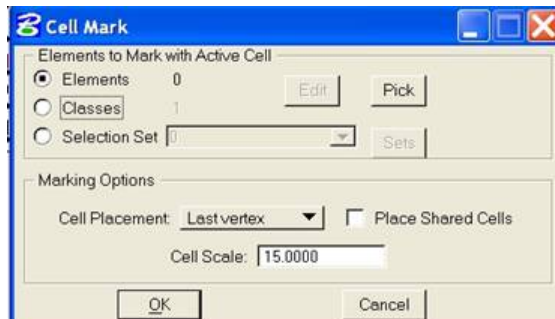 Cell Mark
Elements to Mark with Active Cell
Elements 0 Edit Pick
Classes 1
Selection Set 0 Sets
Marking Options
Cell Placement: Last vertex Place Shared Cells
Cell Scale: 15.0000
OK Cancel